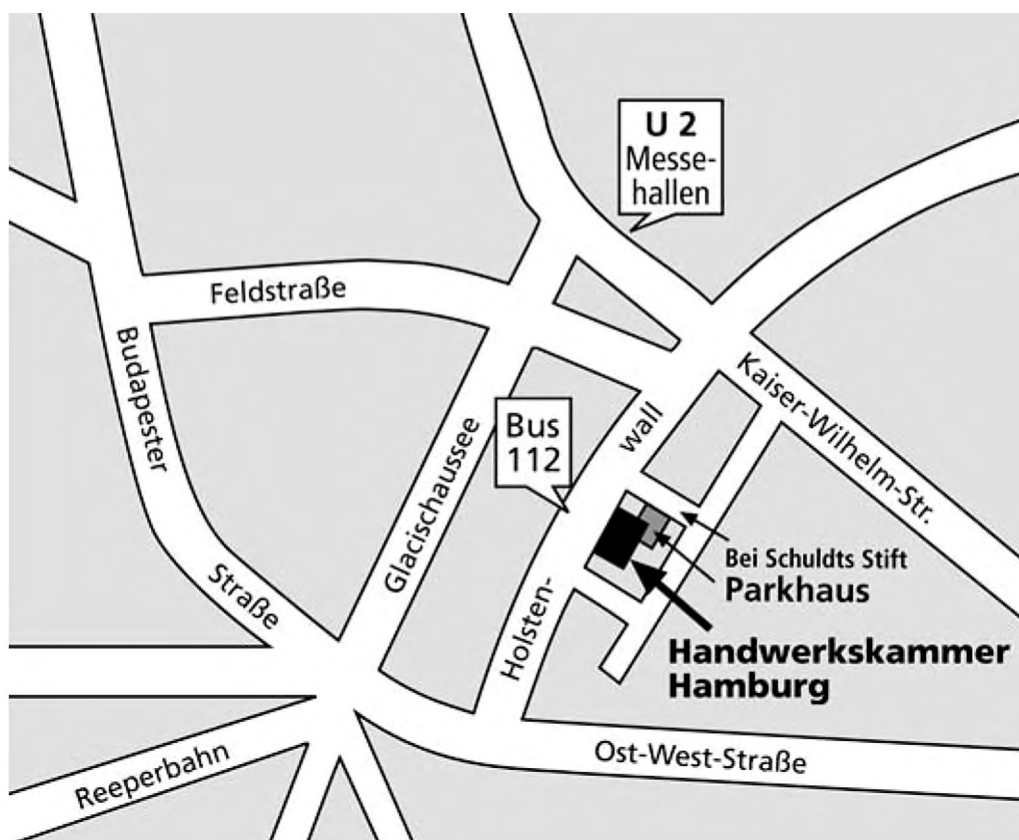 U 2
Messe-
hallen
Feldstraße
Budapester
Straße
Kaiser-Wilhelm-Str.
wall
Holsten-
Bus
112
Glacischaussee
Bei Schuldts Stift
Parkhaus
Handwerkskammer
Hamburg
Ost-West-Straße
Reeperbahn